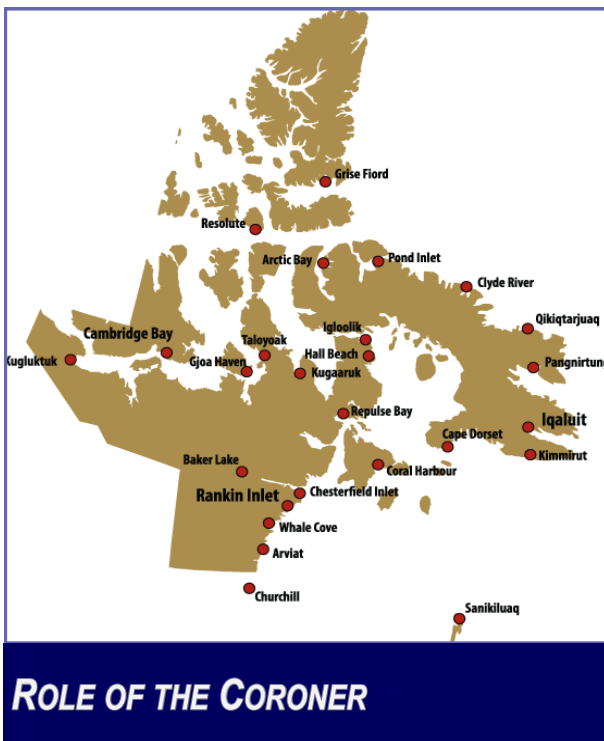 Grise Fiord
Resolute
Arctic Bay
Pond Inlet
Clyde River
Qikiqtarjuaq
Igloolik
Cambridge Bay
Taloyoak
Hall Beach
Kugluktuk
Gjoa Haven
Kugaaruk
Pangnirtung
Repulse Bay
Iqaluit
Cape Dorset
Kimmirut
Baker Lake
Coral Harbour
Rankin Inlet
Chesterfield Inlet
Whale Cove
Arviat
Churchill
Sanikiluaq
ROLE OF THE CORONER